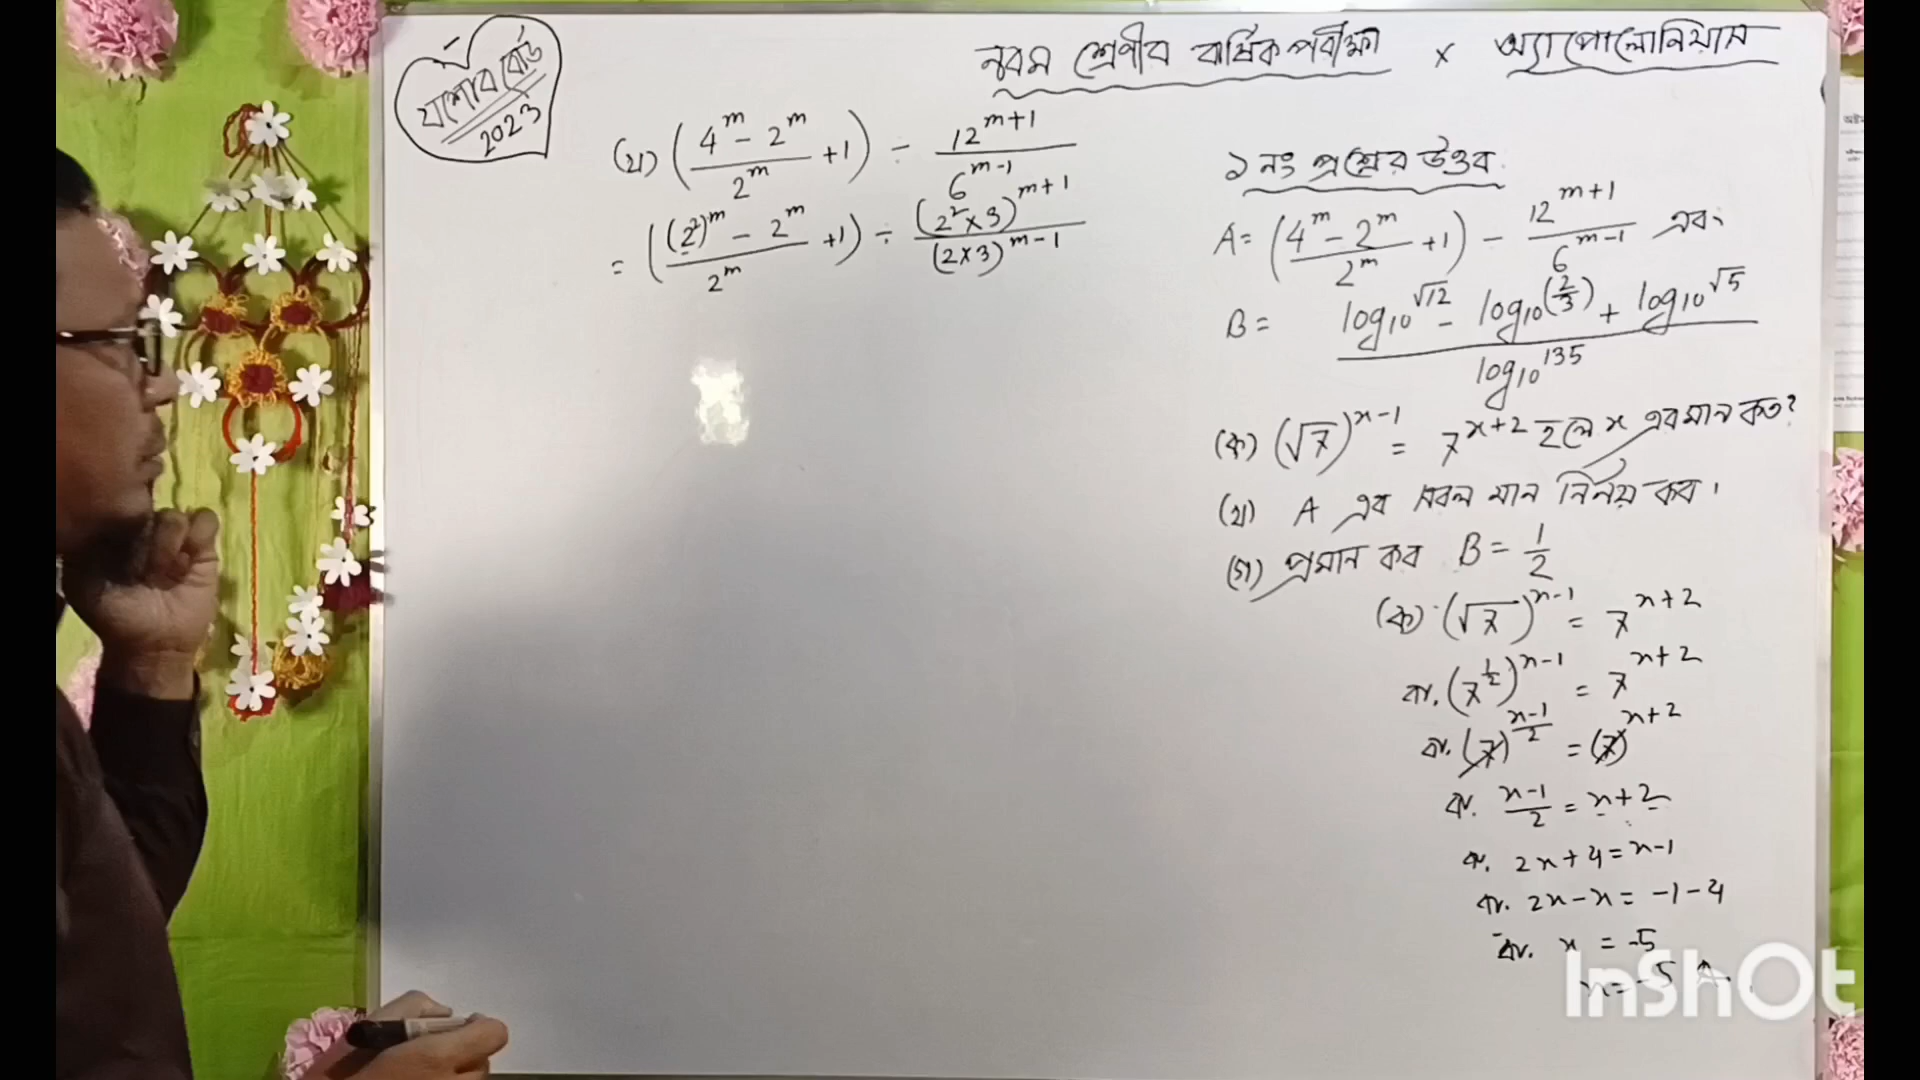 যশোর বোর্ড
2023
নবম শ্রেণীর বার্ষিক পরীক্ষা × অ্যাপোলোনিয়াস
(খ) ((4^m - 2^m)/2^m + 1) ÷ 12^(m+1)/6^(m-1)
= (((2²)^m - 2^m)/2^m + 1) ÷ (2²×3)^(m+1)/(2×3)^(m-1)
১নং প্রশ্নের উত্তর
A = ((4^m - 2^m)/2^m + 1) - 12^(m+1)/6^(m-1) এবং
B = (log₁₀^√12 - log₁₀^(2/3) + log₁₀^√5)/log₁₀^135
(ক) (√7)^(x-1) = 7^(x+2) হলে x এর মান কত?
(খ) A এর সরল মান নির্নয় কর।
(গ) প্রমান কর B = 1/2
(ক) (√7)^(x-1) = 7^(x+2)
বা. (7^(1/2))^(x-1) = 7^(x+2)
বা. (7)^((x-1)/2) = (7)^(x+2)
বা. (x-1)/2 = x+2
বা. 2x+4 = x-1
বা. 2x-x = -1-4
বা. x = -5
x = -5
InShOt